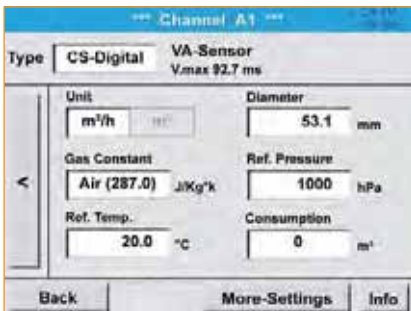 *** Channel A1 ***
Type CS-Digital VA-Sensor
V.max 92.7 ms
Unit Diameter
m³/h m³ 53.1 mm
Gas Constant Ref. Pressure
Air (287.0) J/Kg*k 1000 hPa
Ref. Temp. Consumption
< 20.0 °C 0 m³
Back More-Settings Info